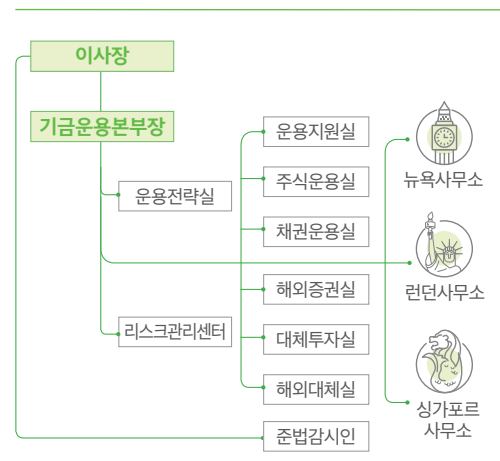 이사장
기금운용본부장
운용전략실
리스크관리센터
운용지원실
주식운용실
채권운용실
해외증권실
대체투자실
해외대체실
준법감시인
뉴욕사무소
런던사무소
싱가포르
사무소